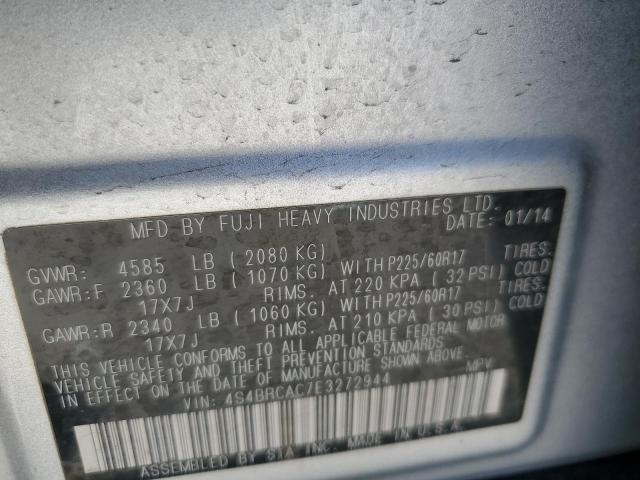 MFD BY FUJI HEAVY INDUSTRIES LTD.
DATE: 01/14
GVWR: 4585 LB (2080 KG)
GAWR:F 2360 LB (1070 KG) WITH P225/60R17 TIRES,
17X7J RIMS, AT 220 KPA (32 PSI) COLD
GAWR:R 2340 LB (1060 KG) WITH P225/60R17 TIRES,
17X7J RIMS, AT 210 KPA (30 PSI) COLD
THIS VEHICLE CONFORMS TO ALL APPLICABLE FEDERAL MOTOR
VEHICLE SAFETY AND THEFT PREVENTION STANDARDS
IN EFFECT ON THE DATE OF MANUFACTURE SHOWN ABOVE.
VIN: 4S4BRCAC7E3272944 MPV
ASSEMBLED BY SIA INC. MADE IN U.S.A.